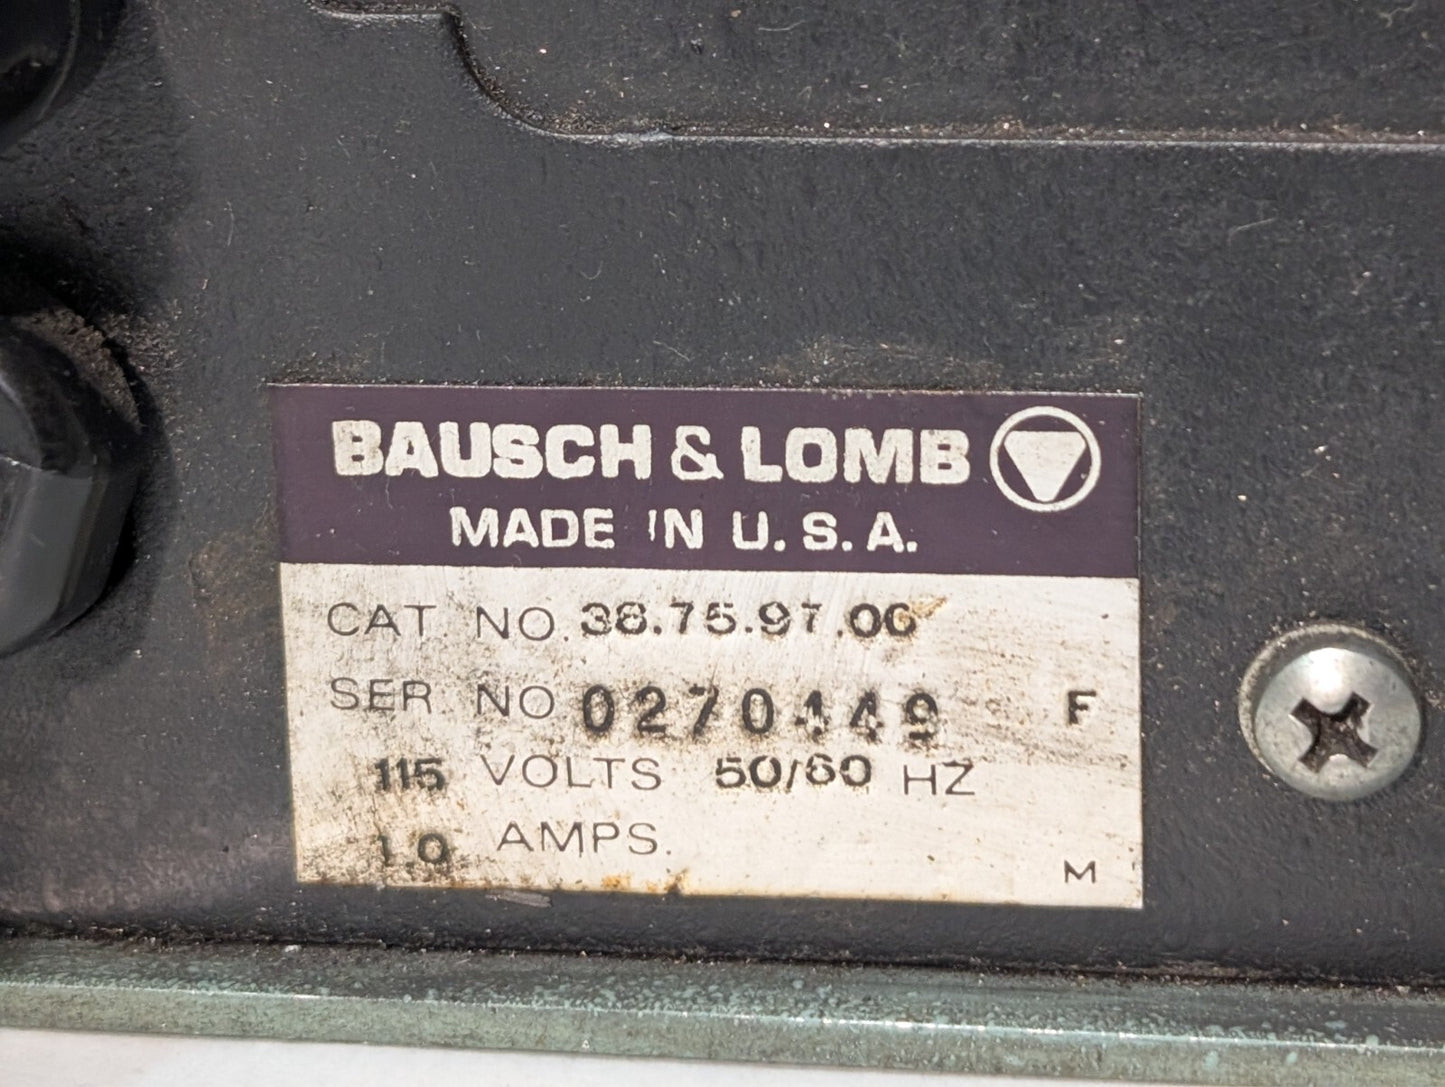 BAUSCH & LOMB
MADE IN U.S.A.
CAT. NO. 38.75.97.06
SER. NO 0270449 F
115 VOLTS 50/60 HZ
1.0 AMPS.
M